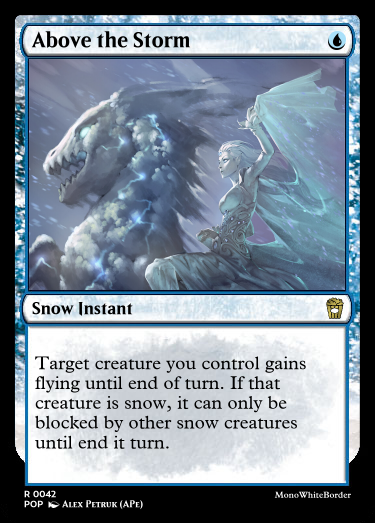 Above the Storm
Snow Instant
Target creature you control gains
flying until end of turn. If that
creature is snow, it can only be
blocked by other snow creatures
until end it turn.
R 0042
POP Alex Petruk (APe)
MonoWhiteBorder